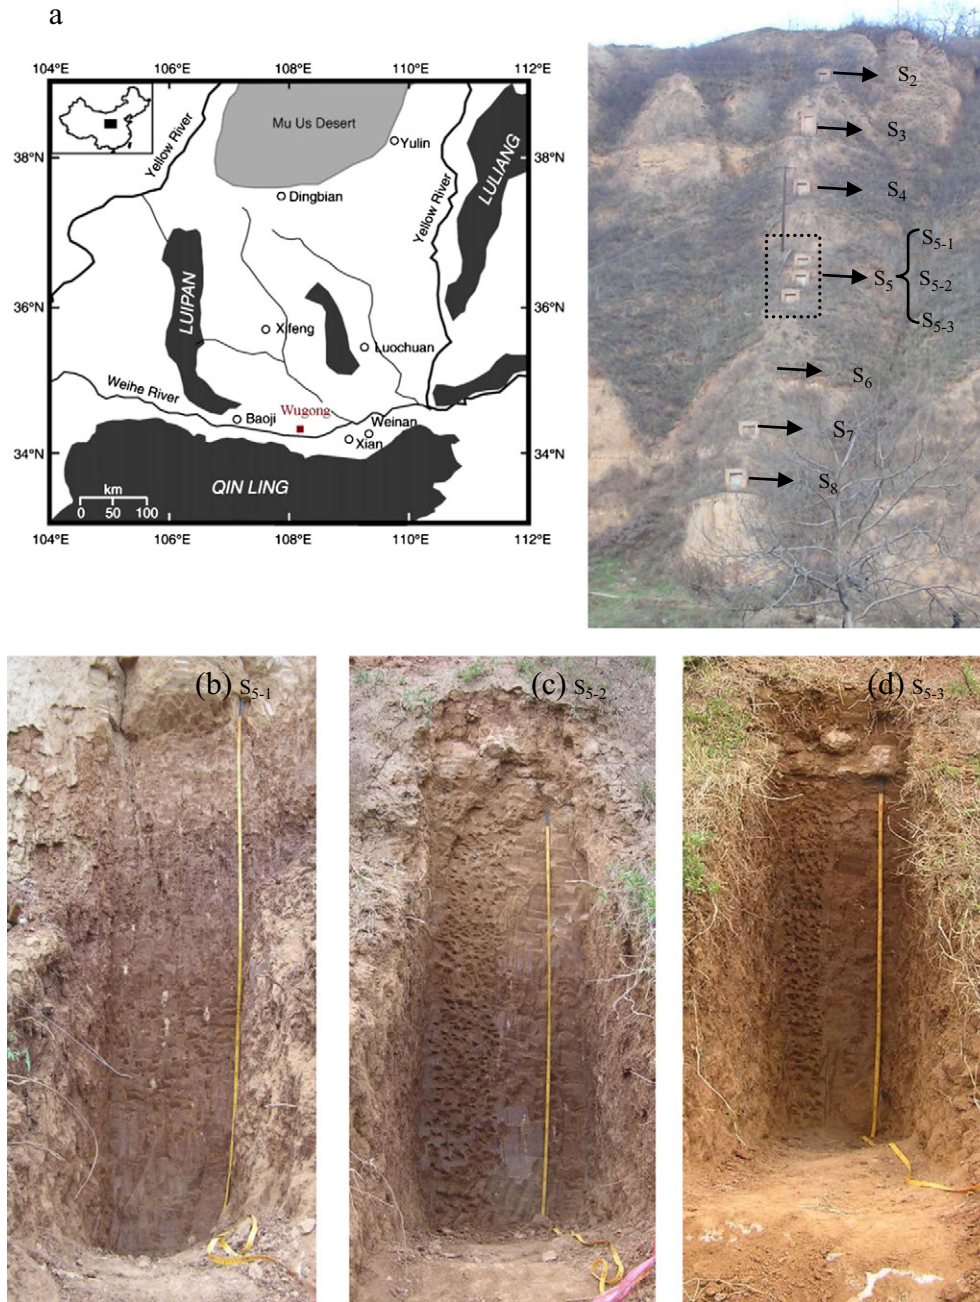 a
104°E 106°E 108°E 110°E
Yellow River
Mu Us Desert
Yulin
38°N
38°N
LULIANG
Dingbian
Yellow River
LUIPAN
36°N
36°N
Xifeng
Luochuan
Weihe River
Baoji
Wugong
Weinan
Xian
34°N
34°N
QIN LING
km
0 50 100
104°E 106°E 108°E 110°E 112°E
S2
S3
S4
S5-1
S5
S5-2
S5-3
S6
S7
S8
(b) S5-1
(c) S5-2
(d) S5-3